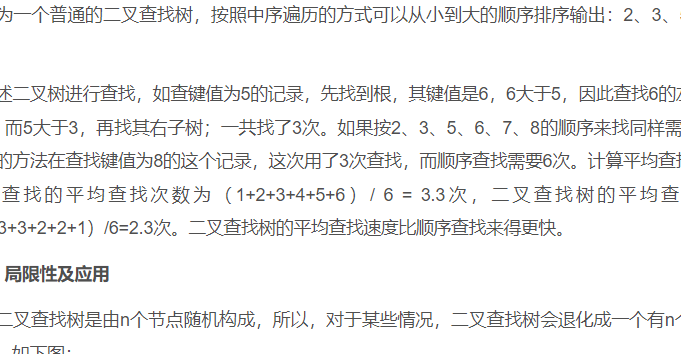 为一个普通的二叉查找树，按照中序遍历的方式可以从小到大的顺序排序输出：2、3、
述二叉树进行查找，如查键值为5的记录，先找到根，其键值是6，6大于5，因此查找6的
，而5大于3，再找其右子树；一共找了3次。如果按2、3、5、6、7、8的顺序来找同样需
的方法在查找键值为8的这个记录，这次用了3次查找，而顺序查找需要6次。计算平均查
查找的平均查找次数为（1+2+3+4+5+6）/ 6 = 3.3次，二叉查找树的平均查
3+3+2+2+1）/6=2.3次。二叉查找树的平均查找速度比顺序查找来得更快。
局限性及应用
二叉查找树是由n个节点随机构成，所以，对于某些情况，二叉查找树会退化成一个有n
，如下图：